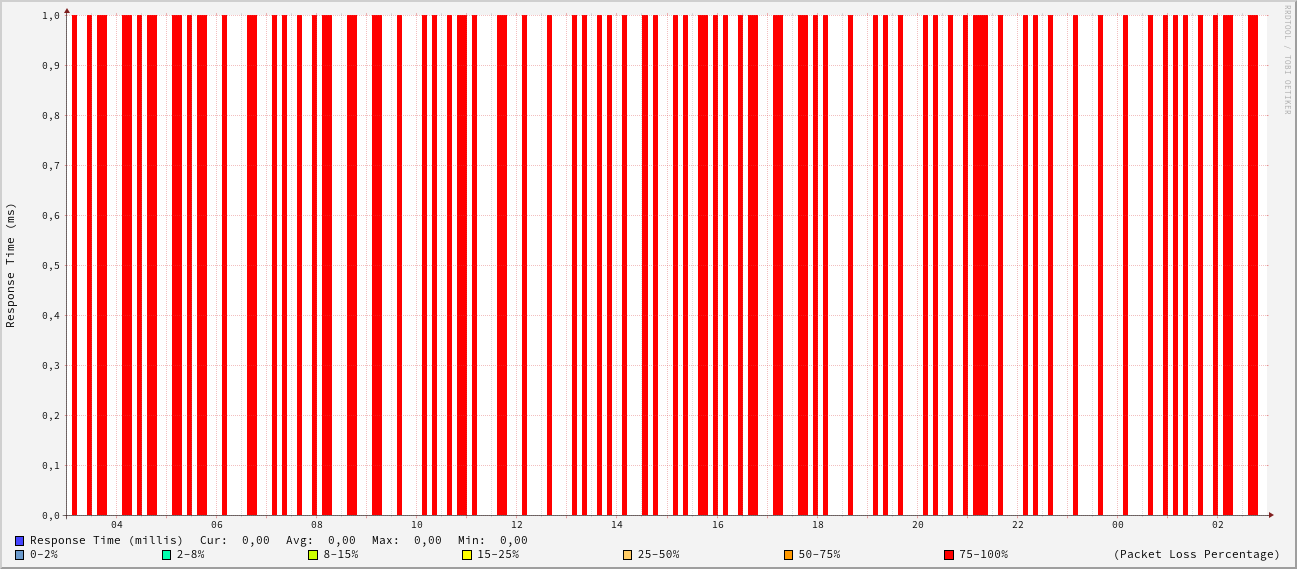 RRDTOOL / TOBI OETIKER
Response Time (ms)
1,0
0,9
0,8
0,7
0,6
0,5
0,4
0,3
0,2
0,1
0,0
04 06 08 10 12 14 16 18 20 22 00 02
Response Time (millis) Cur: 0,00 Avg: 0,00 Max: 0,00 Min: 0,00
0-2% 2-8% 8-15% 15-25% 25-50% 50-75% 75-100% (Packet Loss Percentage)